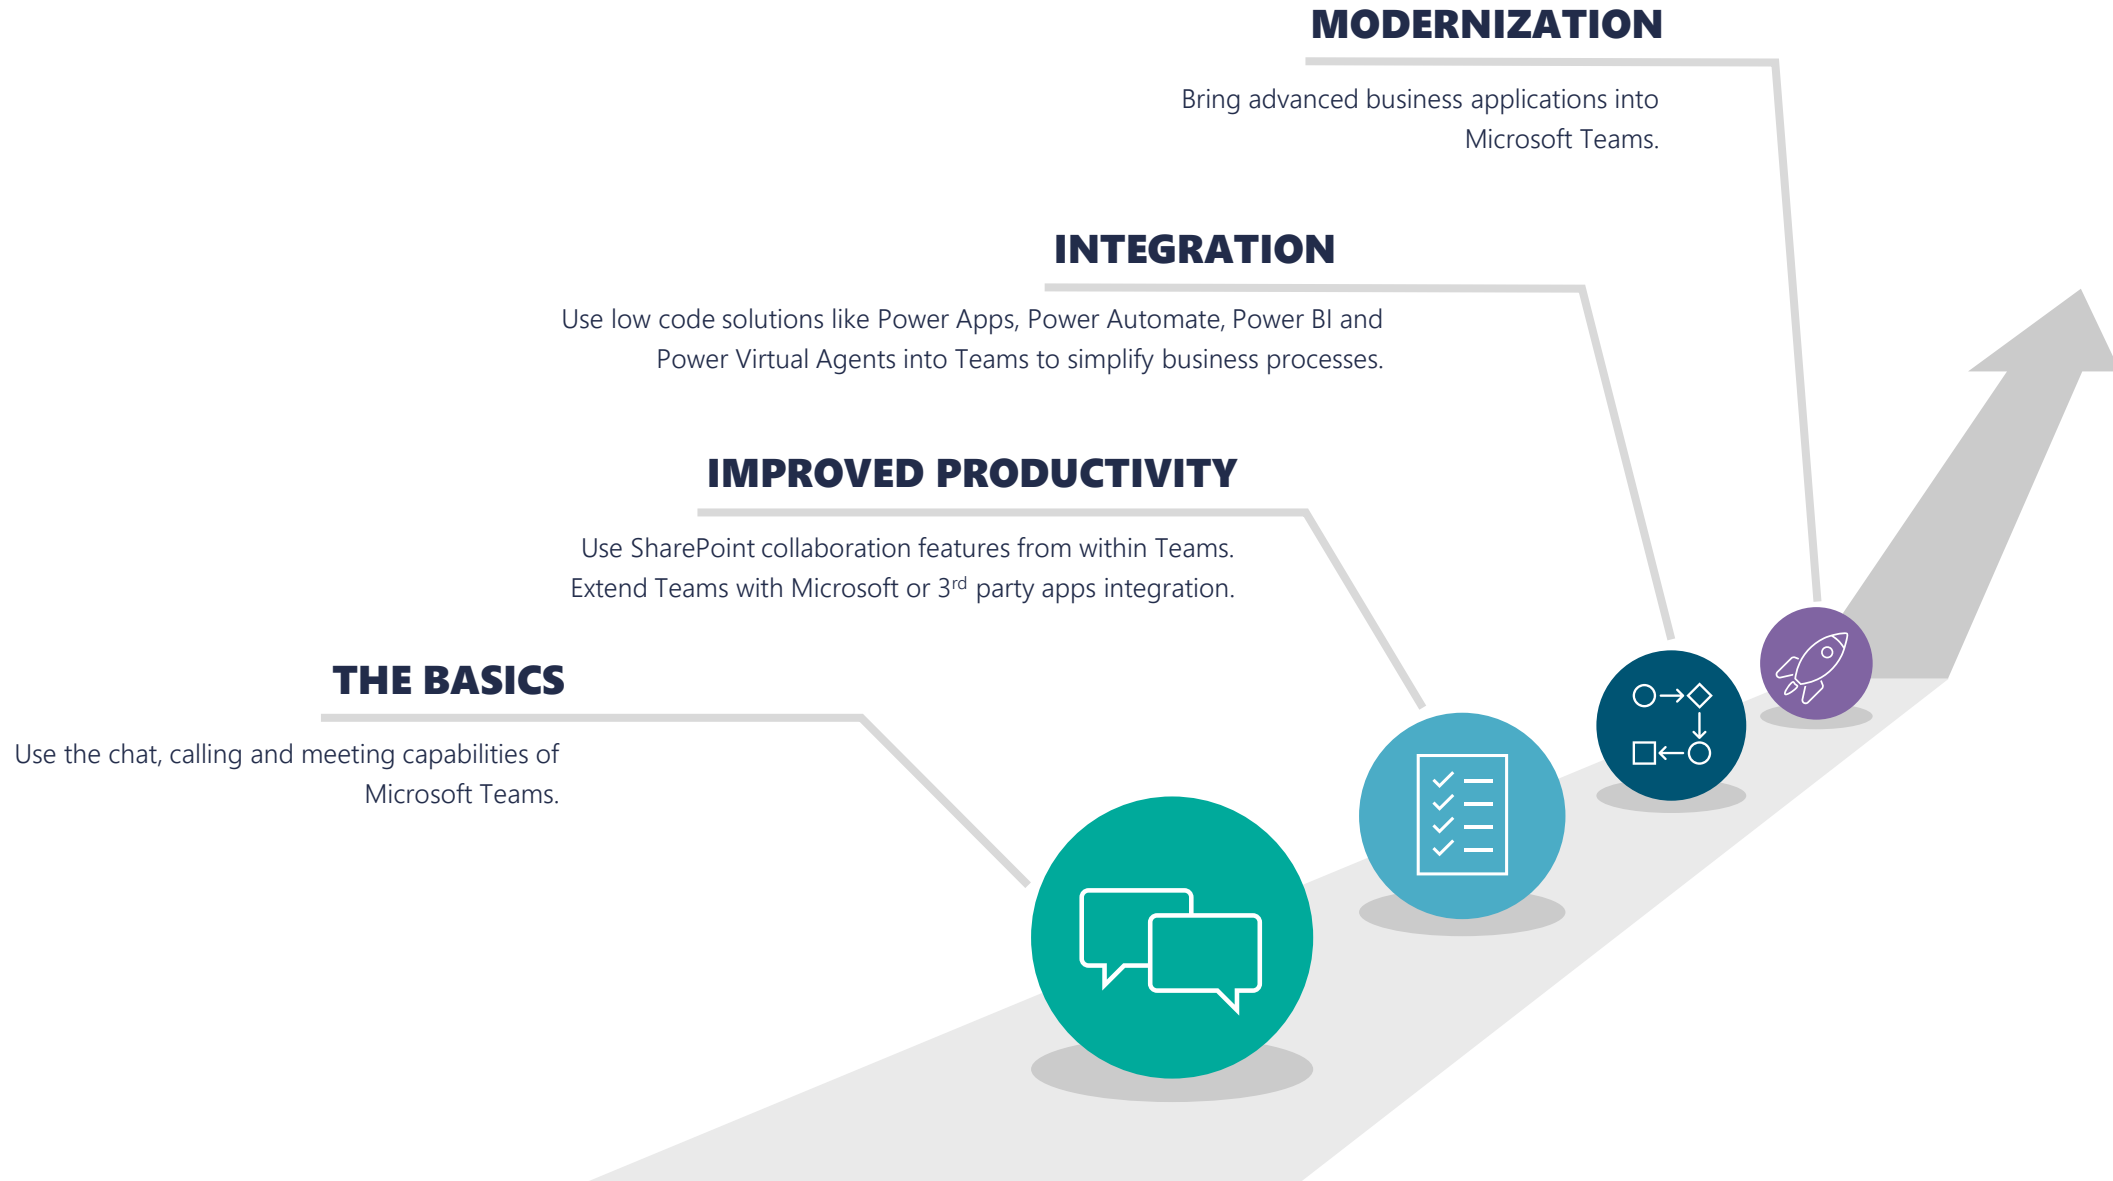 MODERNIZATION
Bring advanced business applications into
Microsoft Teams.
INTEGRATION
Use low code solutions like Power Apps, Power Automate, Power BI and
Power Virtual Agents into Teams to simplify business processes.
IMPROVED PRODUCTIVITY
Use SharePoint collaboration features from within Teams.
Extend Teams with Microsoft or 3rd party apps integration.
THE BASICS
Use the chat, calling and meeting capabilities of
Microsoft Teams.